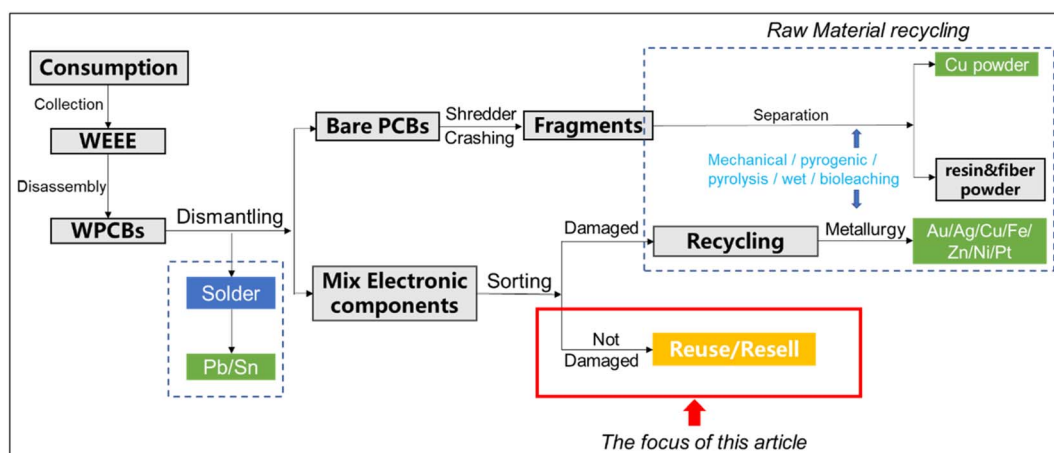 Raw Material recycling
Consumption
Collection
WEEE
Disassembly
WPCBs
Dismantling
Solder
Pb/Sn
Bare PCBs
Shredder
Crashing
Fragments
Separation
Cu powder
resin&fiber
powder
Mechanical / pyrogenic /
pyrolysis / wet / bioleaching
Mix Electronic
components
Sorting
Damaged
Recycling
Metallurgy
Au/Ag/Cu/Fe/
Zn/Ni/Pt
Not
Damaged
Reuse/Resell
The focus of this article